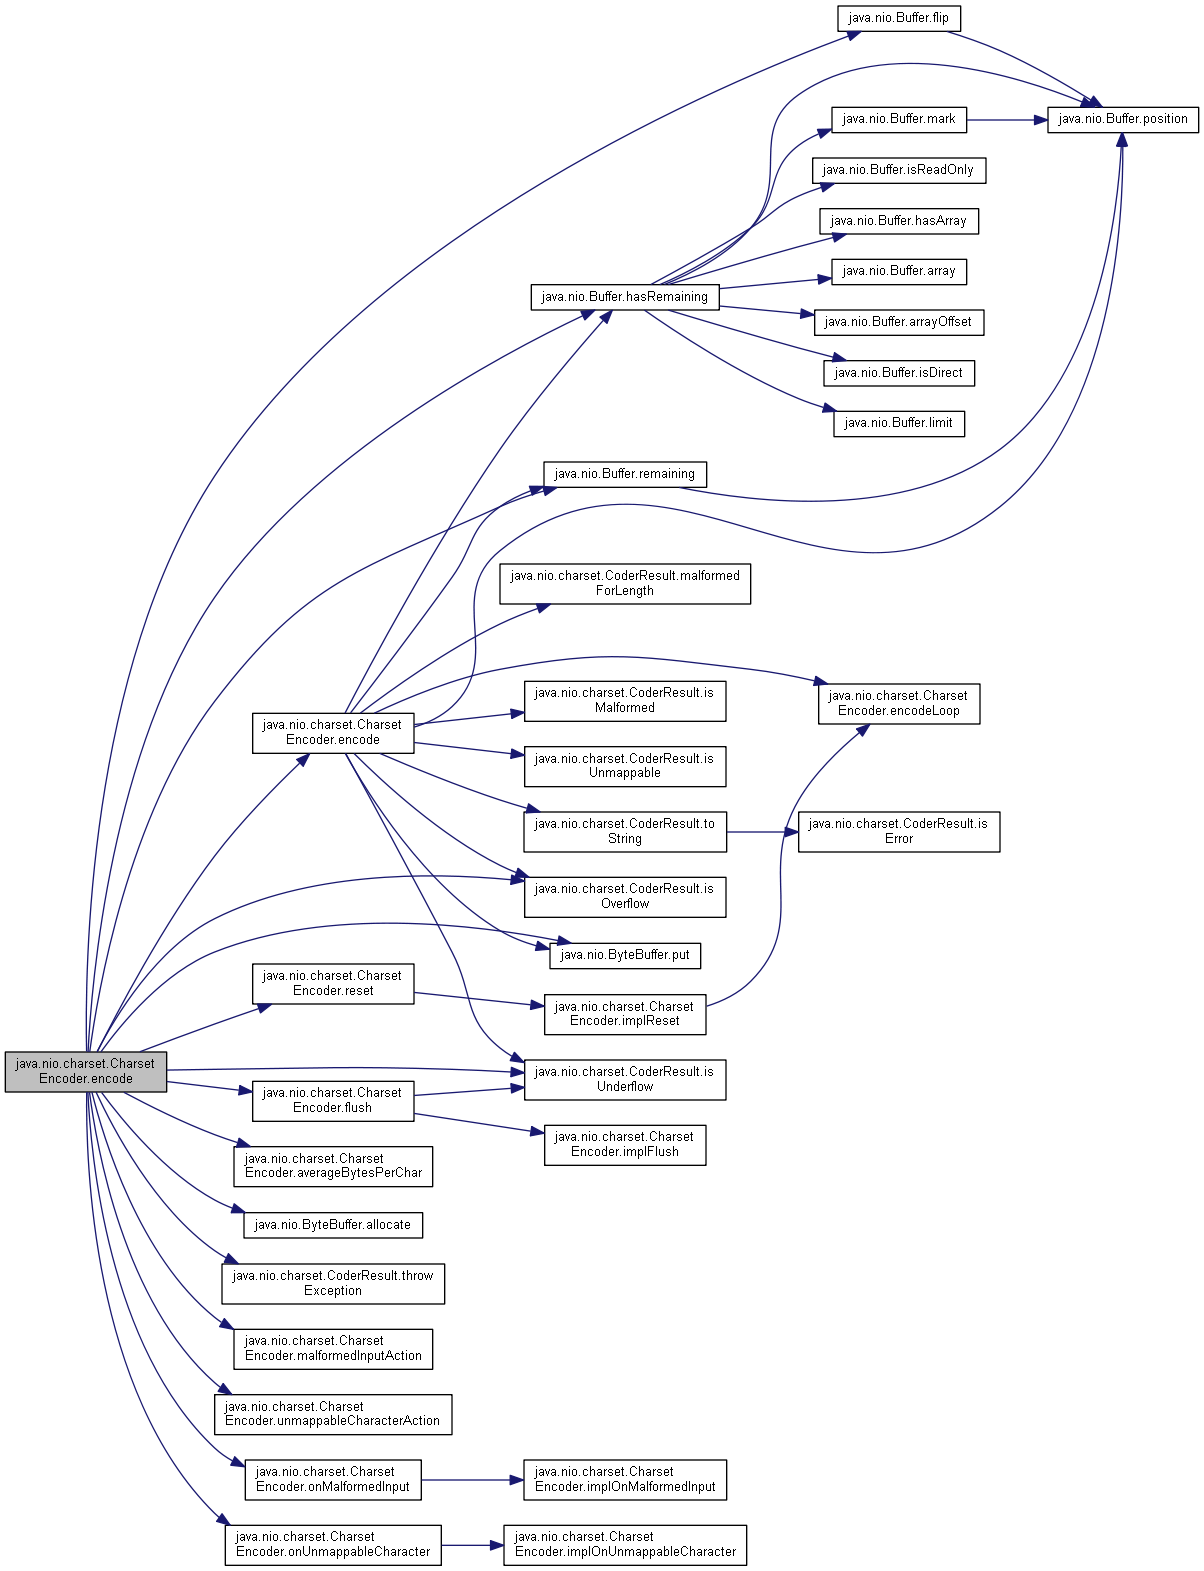 java.nio.Buffer.flip
java.nio.Buffer.mark
java.nio.Buffer.position
java.nio.Buffer.isReadOnly
java.nio.Buffer.hasArray
java.nio.Buffer.array
java.nio.Buffer.hasRemaining
java.nio.Buffer.arrayOffset
java.nio.Buffer.isDirect
java.nio.Buffer.limit
java.nio.Buffer.remaining
java.nio.charset.CoderResult.malformed
ForLength
java.nio.charset.CoderResult.is
Malformed
java.nio.charset.Charset
Encoder.encodeLoop
java.nio.charset.Charset
Encoder.encode
java.nio.charset.CoderResult.is
Unmappable
java.nio.charset.CoderResult.to
String
java.nio.charset.CoderResult.is
Error
java.nio.charset.CoderResult.is
Overflow
java.nio.ByteBuffer.put
java.nio.charset.Charset
Encoder.reset
java.nio.charset.Charset
Encoder.implReset
java.nio.charset.Charset
Encoder.encode
java.nio.charset.CoderResult.is
Underflow
java.nio.charset.Charset
Encoder.flush
java.nio.charset.Charset
Encoder.implFlush
java.nio.charset.Charset
Encoder.averageBytesPerChar
java.nio.ByteBuffer.allocate
java.nio.charset.CoderResult.throw
Exception
java.nio.charset.Charset
Encoder.malformedInputAction
java.nio.charset.Charset
Encoder.unmappableCharacterAction
java.nio.charset.Charset
Encoder.onMalformedInput
java.nio.charset.Charset
Encoder.implOnMalformedInput
java.nio.charset.Charset
Encoder.onUnmappableCharacter
java.nio.charset.Charset
Encoder.implOnUnmappableCharacter